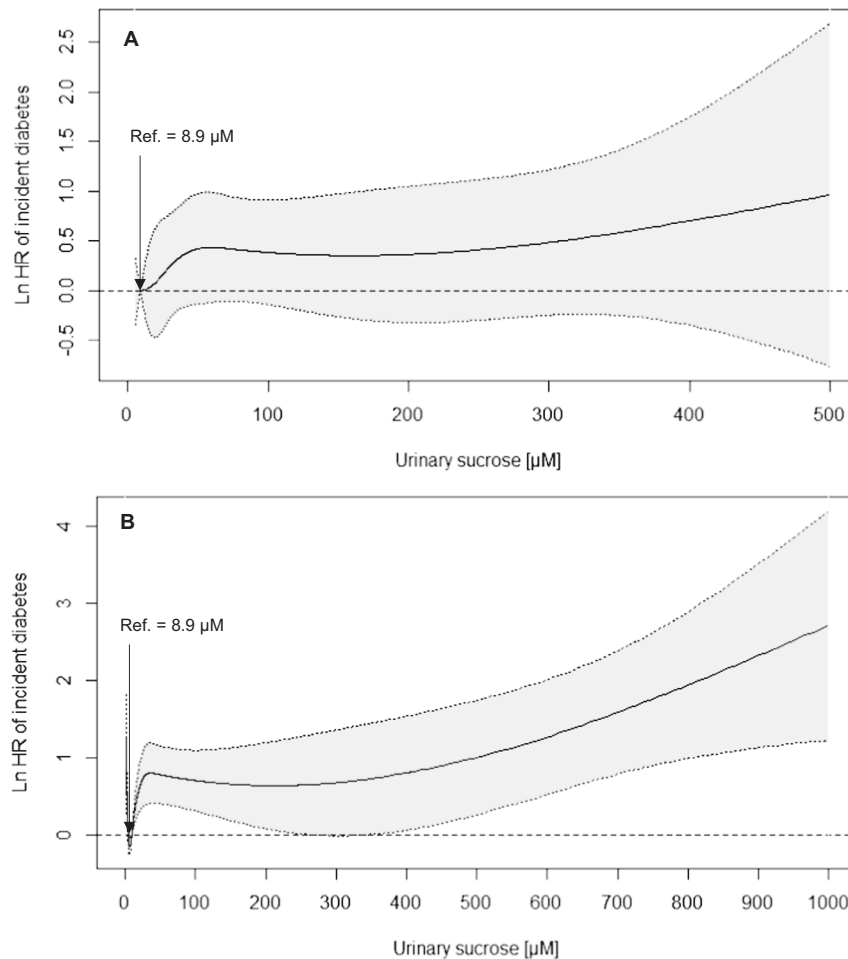 A
Ref. = 8.9 µM
Ln HR of incident diabetes
2.5
2.0
1.5
1.0
0.5
0.0
-0.5
0 100 200 300 400 500
Urinary sucrose [µM]
B
Ref. = 8.9 µM
Ln HR of incident diabetes
4
3
2
1
0
0 100 200 300 400 500 600 700 800 900 1000
Urinary sucrose [µM]